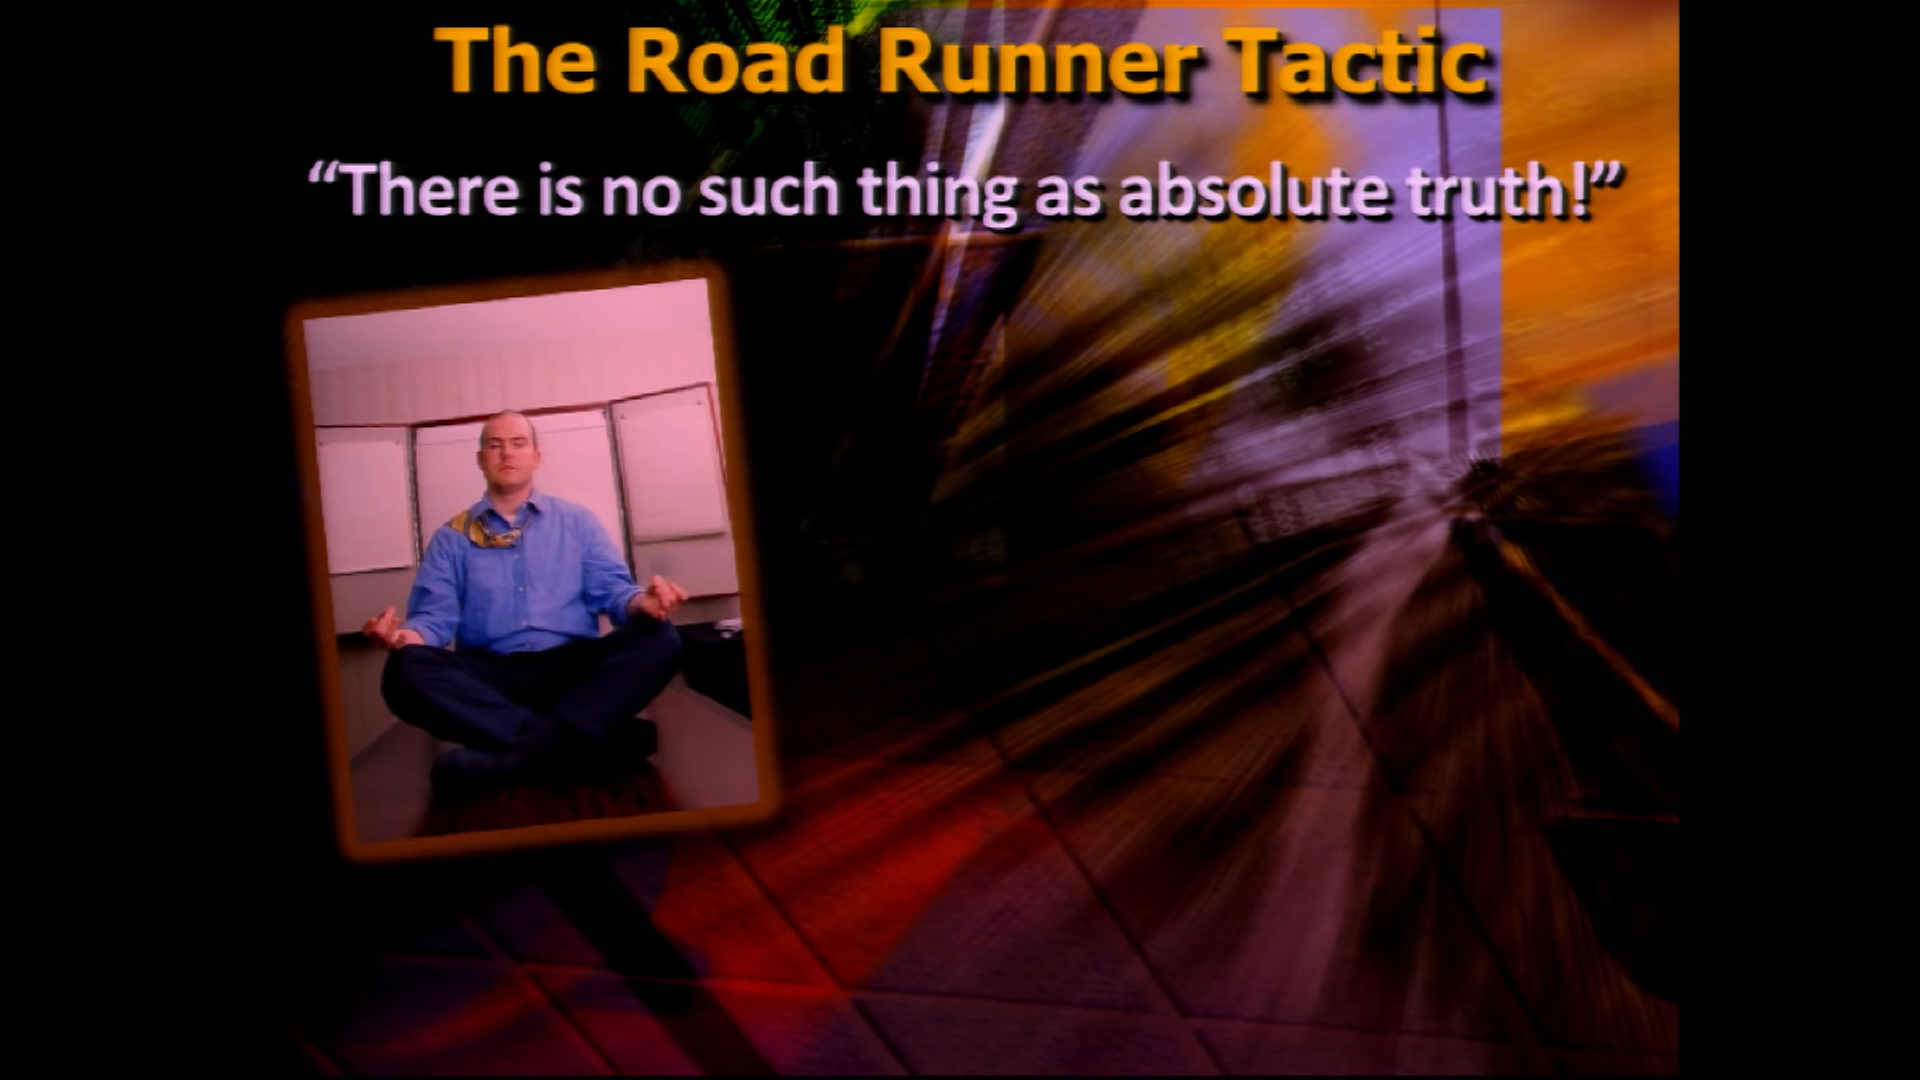 The Road Runner Tactic
“There is no such thing as absolute truth!”